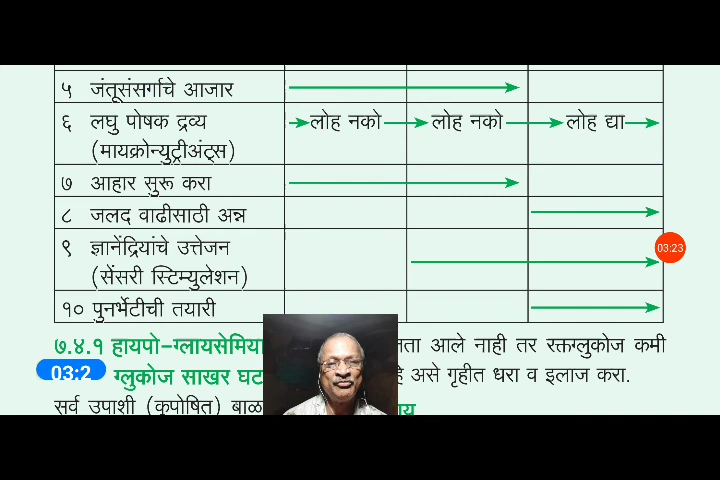 ५ जंतूसंसर्गाचे आजार
६ लघु पोषक द्रव्य लोह नको लोह नको लोह द्या
(मायक्रोन्युट्रीअंट्स)
७ आहार सुरू करा
८ जलद वाढीसाठी अन्न
९ ज्ञानेंद्रियांचे उत्तेजन
(सेंसरी स्टिम्युलेशन)
03:23
१० पुनर्भेटीची तयारी
७.४.१ हायपो-ग्लायसेमिया आले नाही तर रक्तग्लुकोज कमी
03:2 ग्लुकोज साखर घट असे गृहीत धरा व इलाज करा.
सर्व उपाशी (कुपोषित) बाळ